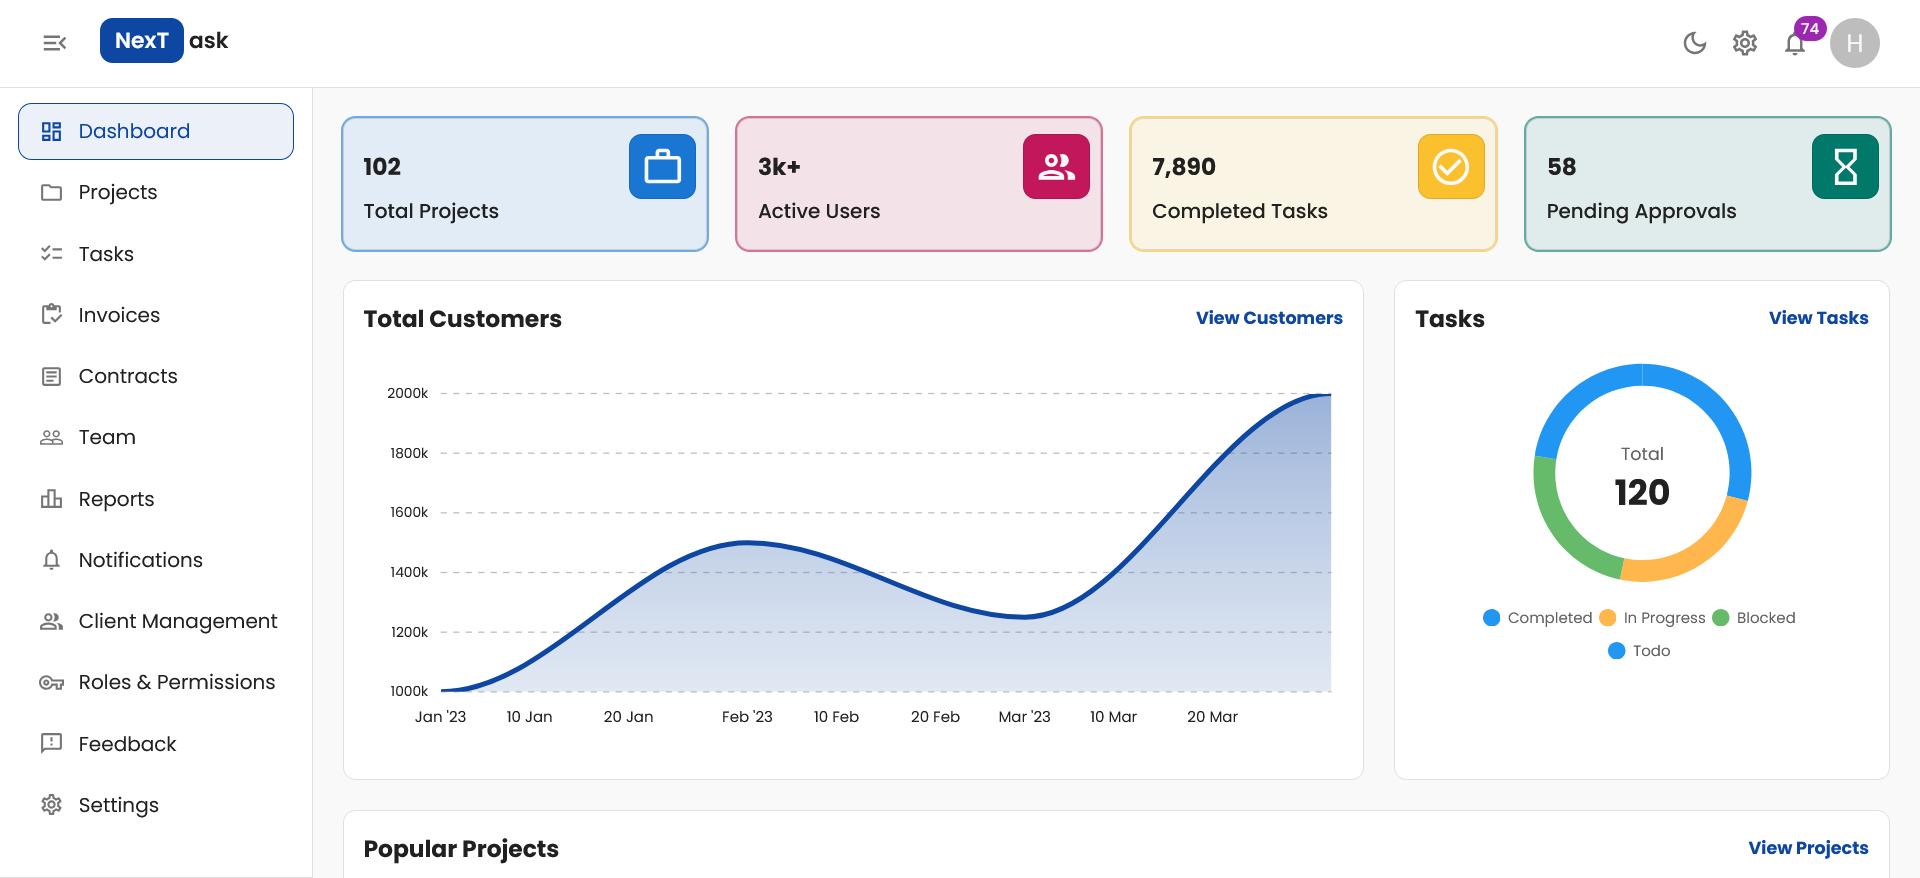 NexT ask
74
H
Dashboard
Projects
Tasks
Invoices
Contracts
Team
Reports
Notifications
Client Management
Roles & Permissions
Feedback
Settings
102
Total Projects
3k+
Active Users
7,890
Completed Tasks
58
Pending Approvals
Total Customers
View Customers
2000k
1800k
1600k
1400k
1200k
1000k
Jan '23 10 Jan 20 Jan Feb '23 10 Feb 20 Feb Mar '23 10 Mar 20 Mar
Tasks
View Tasks
Total
120
Completed In Progress Blocked
Todo
Popular Projects
View Projects